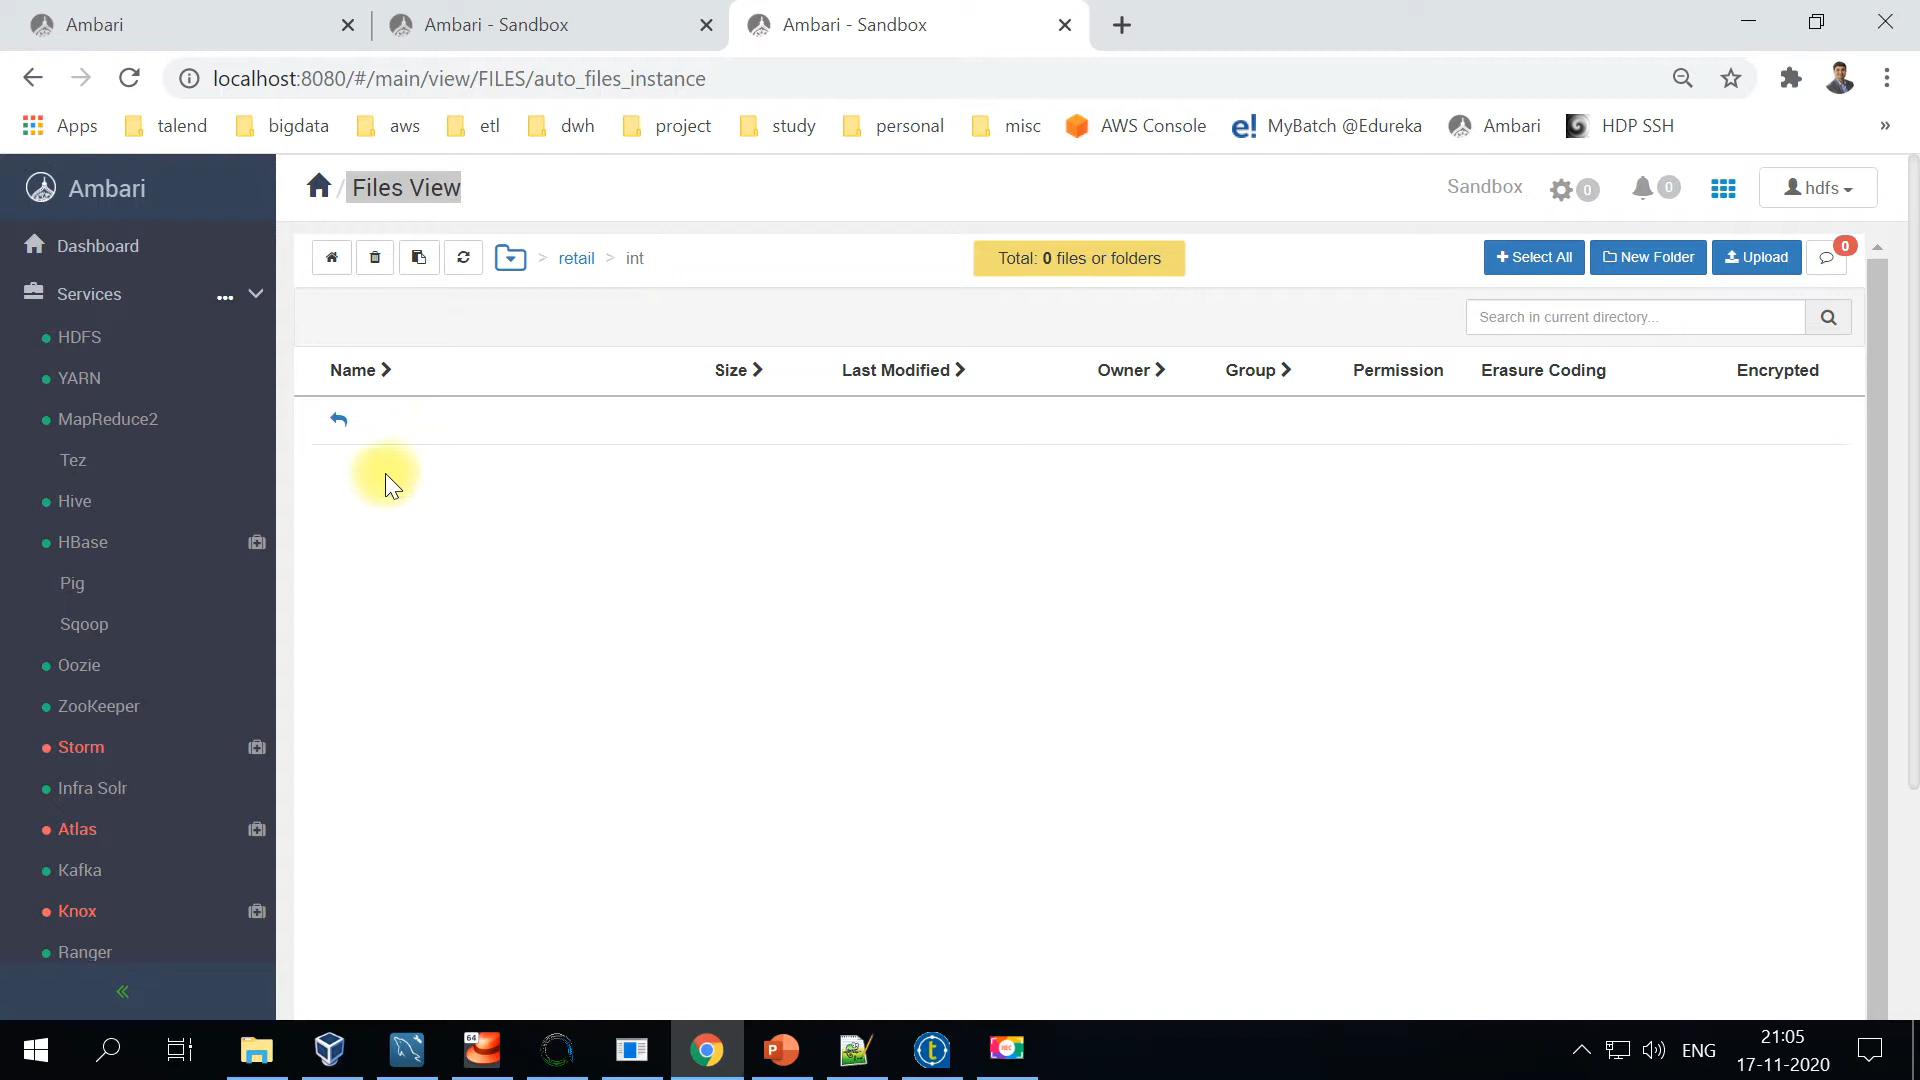 Ambari
Ambari - Sandbox
Ambari - Sandbox
localhost:8080/#/main/view/FILES/auto_files_instance
Apps talend bigdata aws etl dwh project study personal misc AWS Console e! MyBatch @Edureka Ambari HDP SSH »
Ambari
/ Files View
Sandbox 0 0 hdfs
Dashboard
Services ...
HDFS
YARN
MapReduce2
Tez
Hive
HBase
Pig
Sqoop
Oozie
ZooKeeper
Storm
Infra Solr
Atlas
Kafka
Knox
Ranger
«
> retail > int
Total: 0 files or folders
+ Select All New Folder Upload 0
Search in current directory...
Name Size Last Modified Owner Group Permission Erasure Coding Encrypted
64
REC
ENG
21:05
17-11-2020